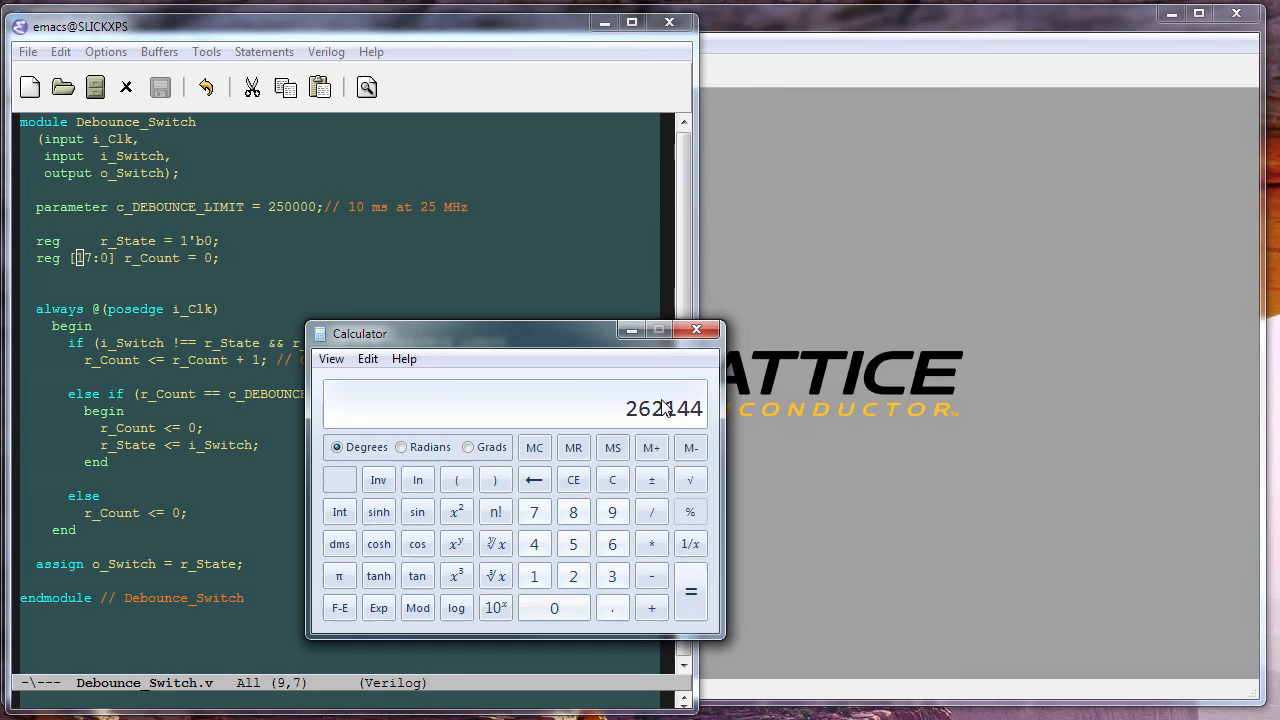 emacs@SLICKXPS
File Edit Options Buffers Tools Statements Verilog Help
module Debounce_Switch
(input i_Clk,
input i_Switch,
output o_Switch);
parameter c_DEBOUNCE_LIMIT = 250000;// 10 ms at 25 MHz
reg r_State = 1'b0;
reg [17:0] r_Count = 0;
always @(posedge i_Clk)
begin
if (i_Switch !== r_State && r_
r_Count <= r_Count + 1; //
else if (r_Count == c_DEBOUNCE
begin
r_Count <= 0;
r_State <= i_Switch;
end
else
r_Count <= 0;
end
assign o_Switch = r_State;
endmodule // Debounce_Switch
-\--- Debounce_Switch.v All (9,7) (Verilog)
Calculator
View Edit Help
262144
Degrees Radians Grads MC MR MS M+ M-
Inv ln ( ) ← CE C ± √
Int sinh sin x² n! 7 8 9 / %
dms cosh cos xʸ ʸ√x 4 5 6 * 1/x
π tanh tan x³ ³√x 1 2 3 - =
F-E Exp Mod log 10ˣ 0 . +
ATTICE
CONDUCTOR™